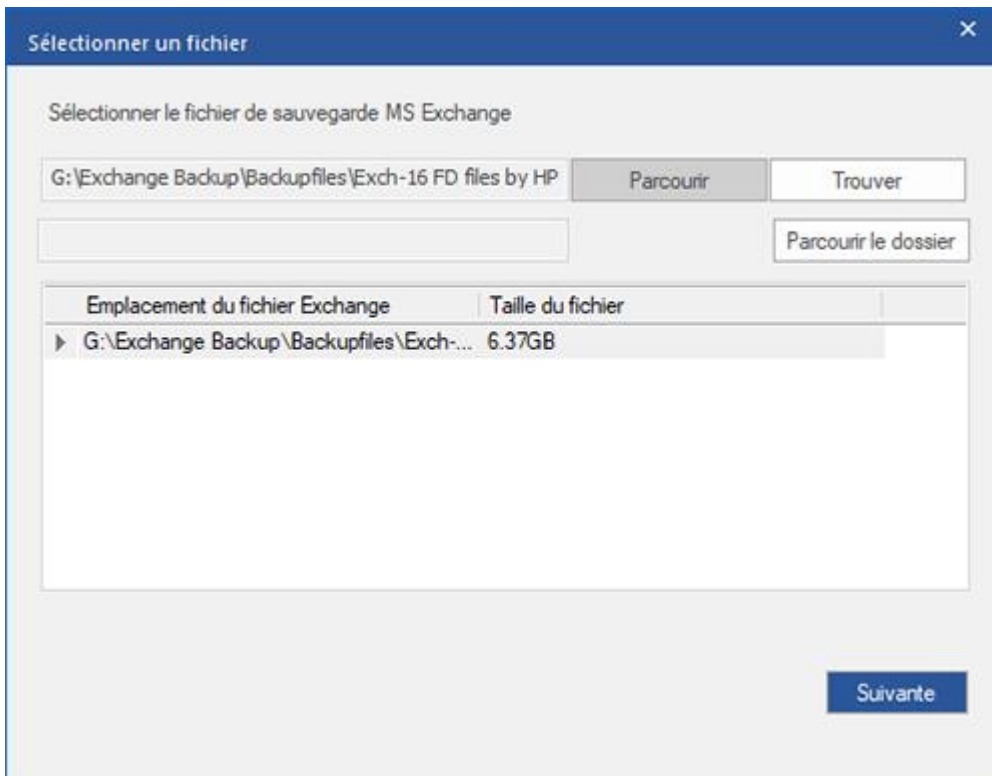 Sélectionner un fichier
Sélectionner le fichier de sauvegarde MS Exchange
G:\Exchange Backup\Backupfiles\Exch-16 FD files by HP Parcourir Trouver
Parcourir le dossier
Emplacement du fichier Exchange Taille du fichier
G:\Exchange Backup\Backupfiles\Exch-... 6.37GB
Suivante